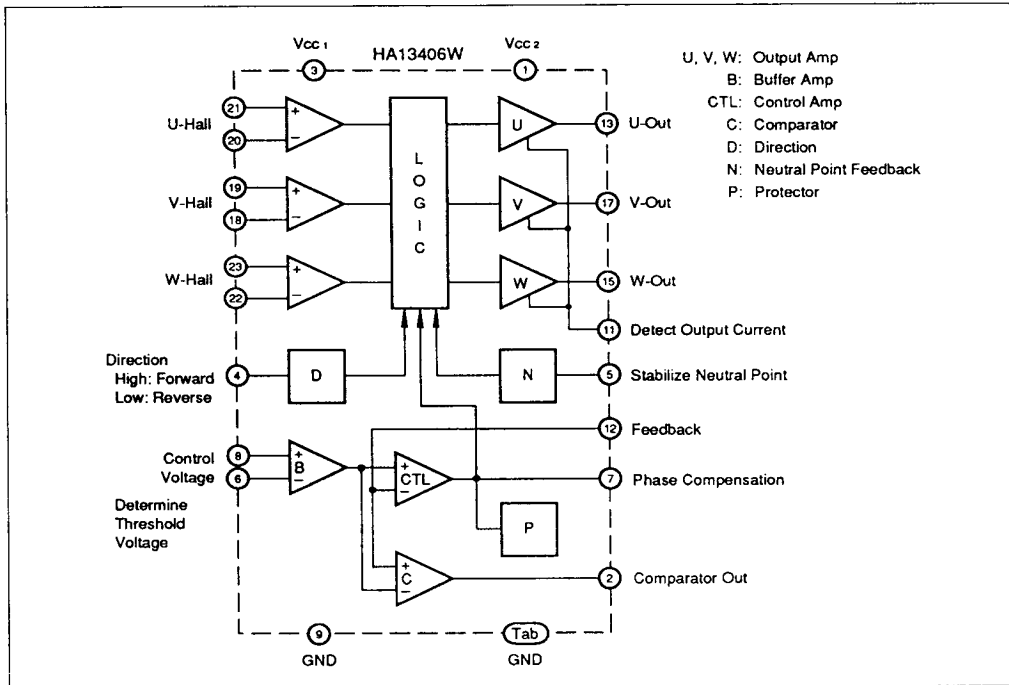 Vcc 1
HA13406W
Vcc 2
3
1
U, V, W: Output Amp
B: Buffer Amp
CTL: Control Amp
C: Comparator
D: Direction
N: Neutral Point Feedback
P: Protector
21
+
U-Hall
20
−
U
13
U-Out
LOGIC
19
+
V-Hall
18
−
V
17
V-Out
23
+
W-Hall
22
−
W
15
W-Out
11
Detect Output Current
Direction
High: Forward
Low: Reverse
4
D
N
5
Stabilize Neutral Point
12
Feedback
Control
Voltage
8
6
+
B
−
+
CTL
−
7
Phase Compensation
Determine
Threshold
Voltage
P
+
C
−
2
Comparator Out
9
GND
Tab
GND